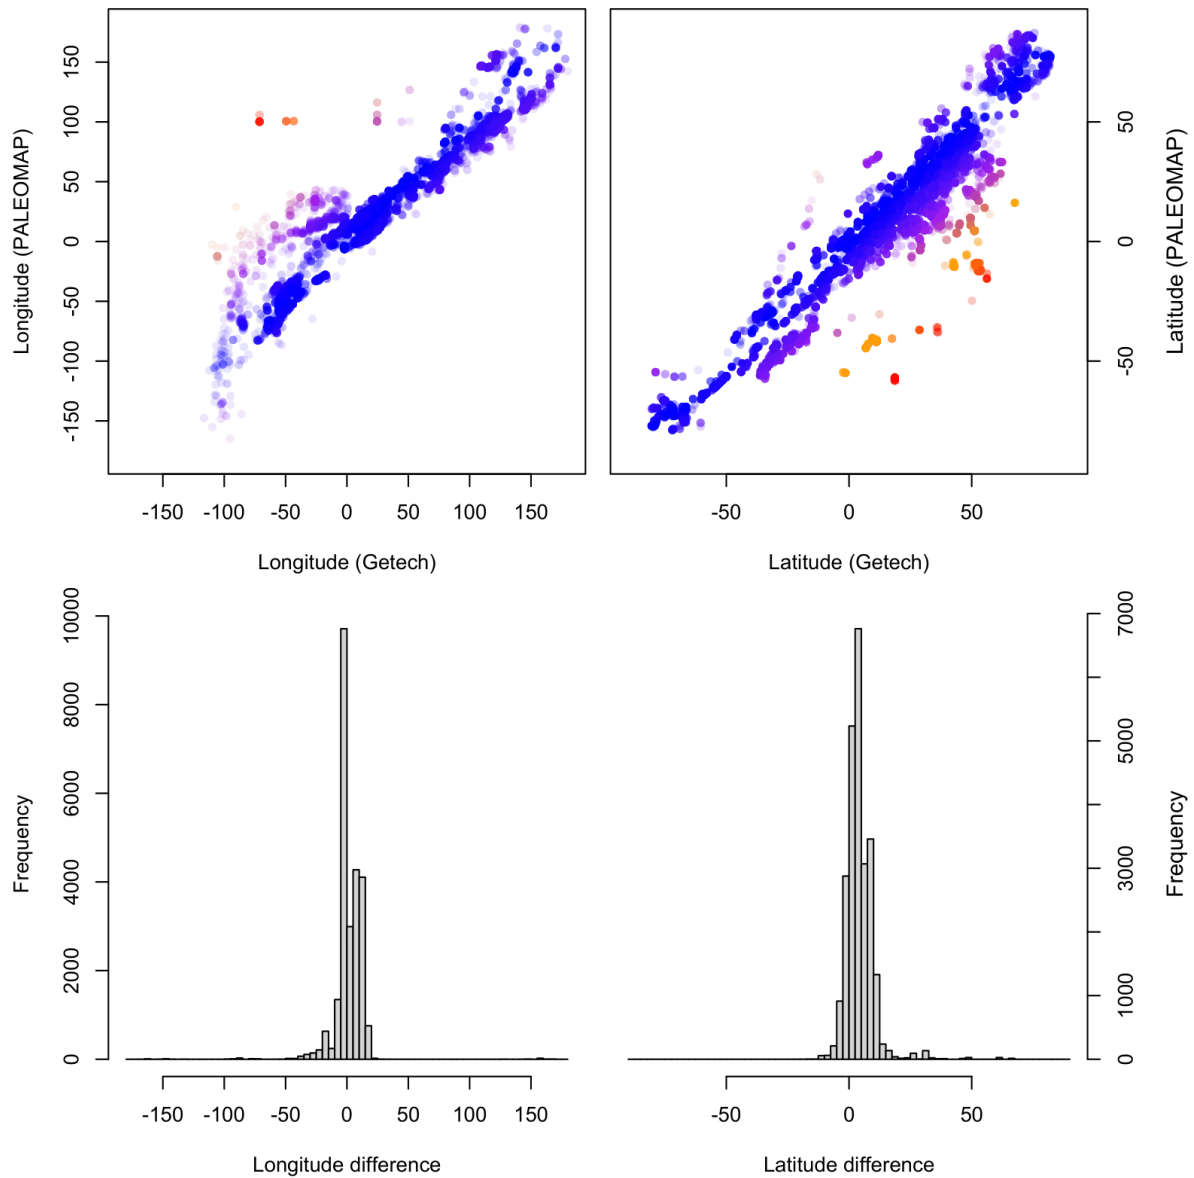 Longitude (PALEOMAP)
150
100
50
0
-50
-100
-150
-150 -100 -50 0 50 100 150
Longitude (Getech)
50
0
-50
Latitude (PALEOMAP)
-50 0 50
Latitude (Getech)
Frequency
10000
8000
6000
4000
2000
0
-150 -100 -50 0 50 100 150
Longitude difference
7000
5000
3000
1000
0
Frequency
-50 0 50
Latitude difference